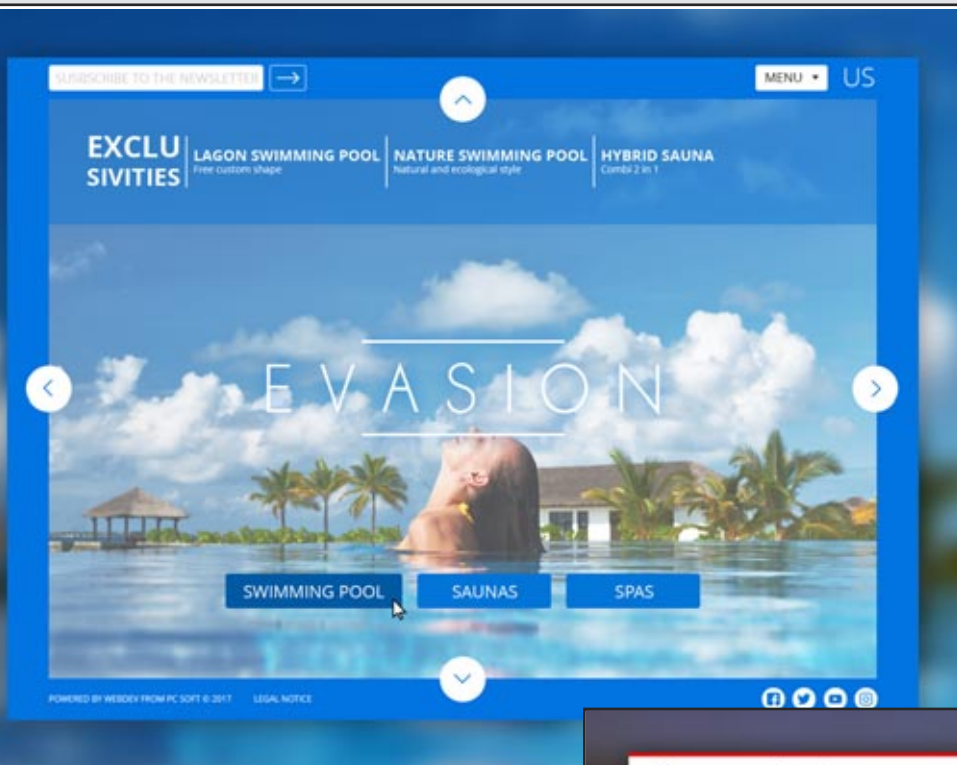 SUSBSCRIBE TO THE NEWSLETTER
MENU
US
EXCLU
SIVITIES
LAGON SWIMMING POOL
Free custom shape
NATURE SWIMMING POOL
Natural and ecological style
HYBRID SAUNA
Combi 2 in 1
EVASION
SWIMMING POOL
SAUNAS
SPAS
POWERED BY WEBDEV FROM PC SOFT © 2017
LEGAL NOTICE